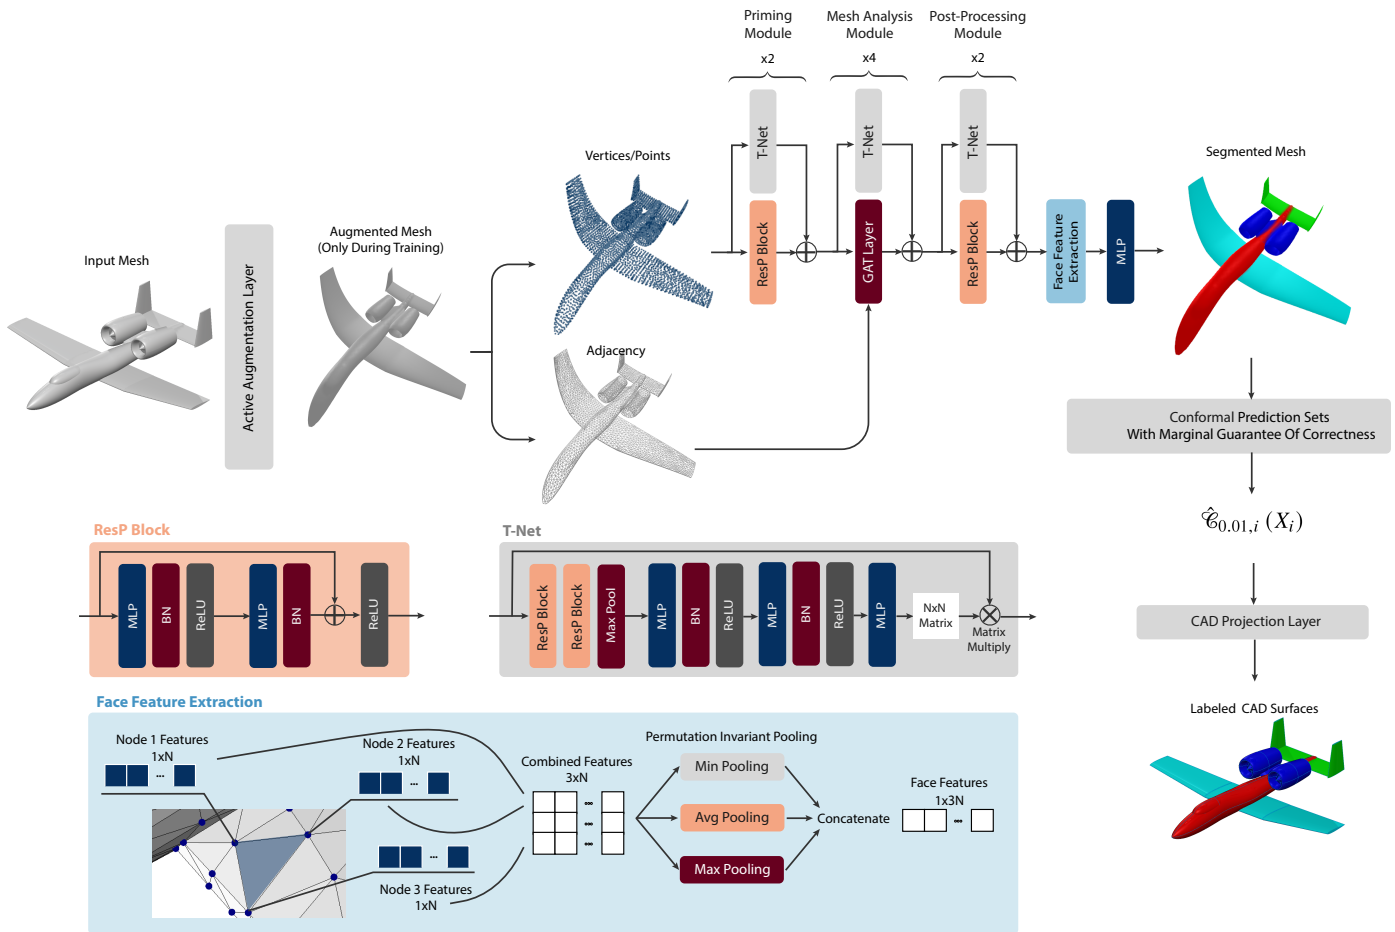 Priming
Module
x2
Mesh Analysis
Module
x4
Post-Processing
Module
x2
T-Net
T-Net
T-Net
ResP Block
GAT Layer
ResP Block
Face Feature
Extraction
MLP
Vertices/Points
Segmented Mesh
Input Mesh
Active Augmentation Layer
Augmented Mesh
(Only During Training)
Adjacency
Conformal Prediction Sets
With Marginal Guarantee Of Correctness
𝒞̂0.01,i (Xi)
CAD Projection Layer
Labeled CAD Surfaces
ResP Block
MLP
BN
ReLU
MLP
BN
ReLU
T-Net
ResP Block
ResP Block
Max Pool
MLP
BN
ReLU
MLP
BN
ReLU
MLP
NxN
Matrix
Matrix
Multiply
Face Feature Extraction
Node 1 Features
1xN
...
Node 2 Features
1xN
...
Node 3 Features
1xN
...
Combined Features
3xN
...
...
...
Permutation Invariant Pooling
Min Pooling
Avg Pooling
Max Pooling
Concatenate
Face Features
1x3N
...